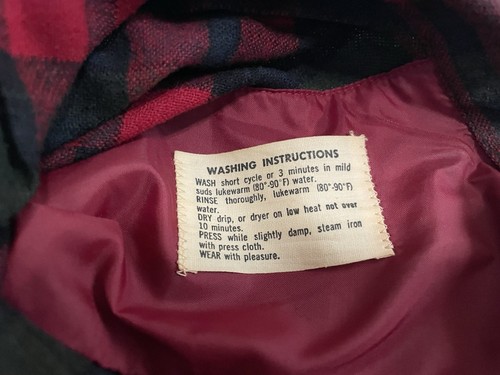 WASHING INSTRUCTIONS
WASH short cycle or 3 minutes in mild
suds lukewarm (80°-90°F) water.
RINSE thoroughly, lukewarm (80°-90°F)
water.
DRY drip, or dryer on low heat not over
10 minutes.
PRESS while slightly damp, steam iron
with press cloth.
WEAR with pleasure.